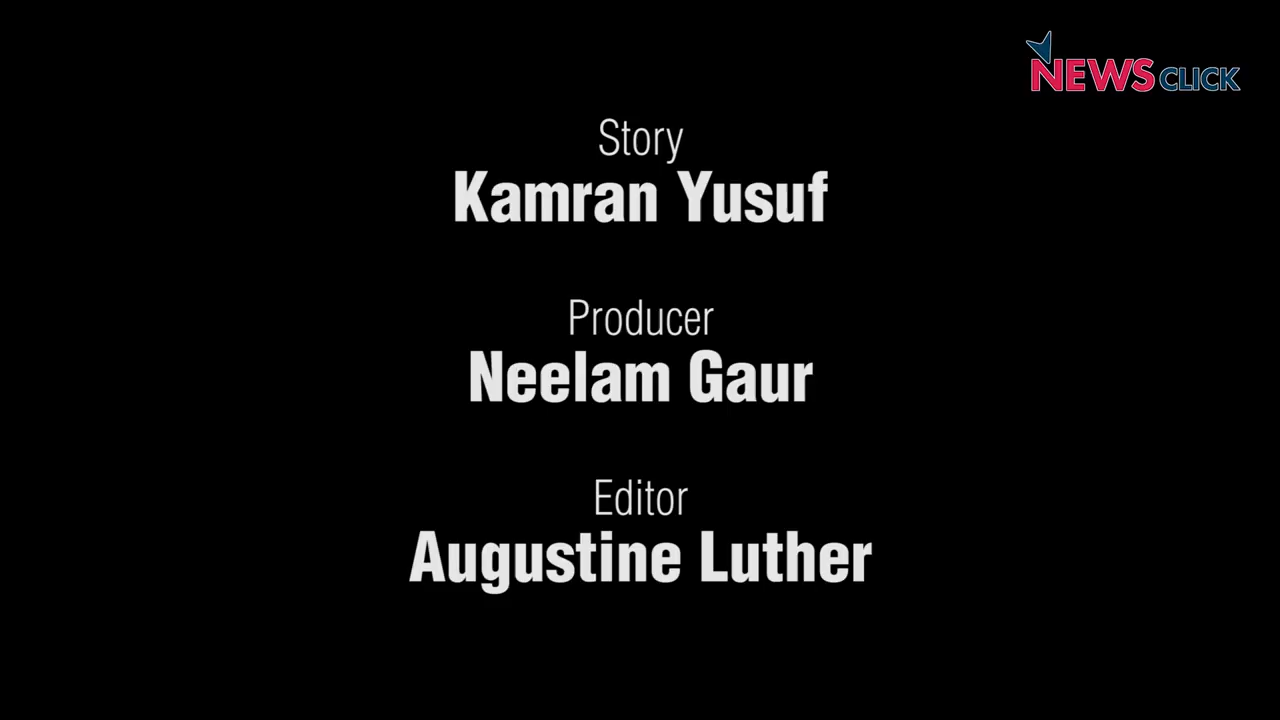 NEWSCLICK
Story
Kamran Yusuf
Producer
Neelam Gaur
Editor
Augustine Luther